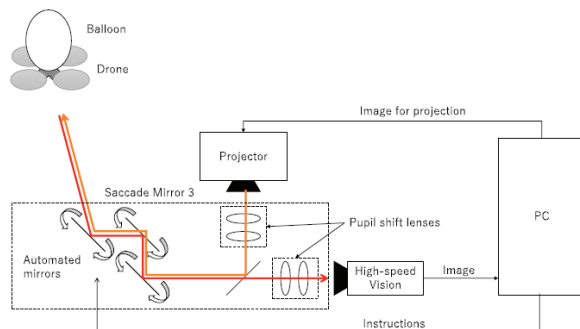 Balloon
Drone
Image for projection
Projector
Saccade Mirror 3
Pupil shift lenses
PC
Automated
mirrors
High-speed
Vision
Image
Instructions